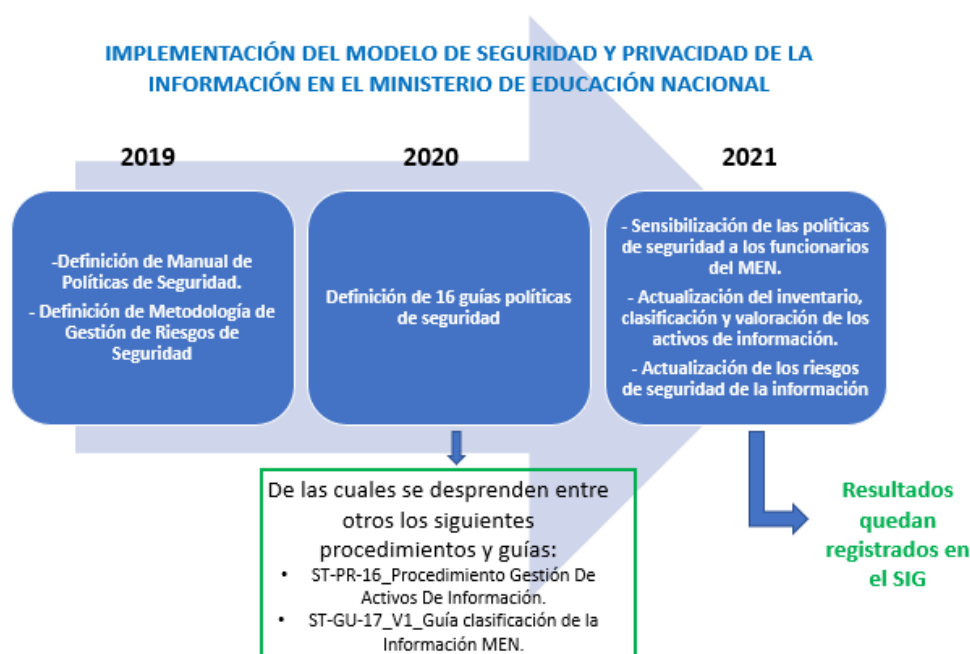 IMPLEMENTACIÓN DEL MODELO DE SEGURIDAD Y PRIVACIDAD DE LA
INFORMACIÓN EN EL MINISTERIO DE EDUCACIÓN NACIONAL
2019
-Definición de Manual de
Políticas de Seguridad.
- Definición de Metodología de
Gestión de Riesgos de
Seguridad
2020
Definición de 16 guías políticas
de seguridad
De las cuales se desprenden entre
otros los siguientes
procedimientos y guías:
• ST-PR-16_Procedimiento Gestión De
Activos De Información.
• ST-GU-17_V1_Guía clasificación de la
Información MEN.
2021
- Sensibilización de las políticas
de seguridad a los funcionarios
del MEN.
- Actualización del inventario,
clasificación y valoración de los
activos de información.
- Actualización de los riesgos
de seguridad de la información
Resultados
quedan
registrados en
el SIG